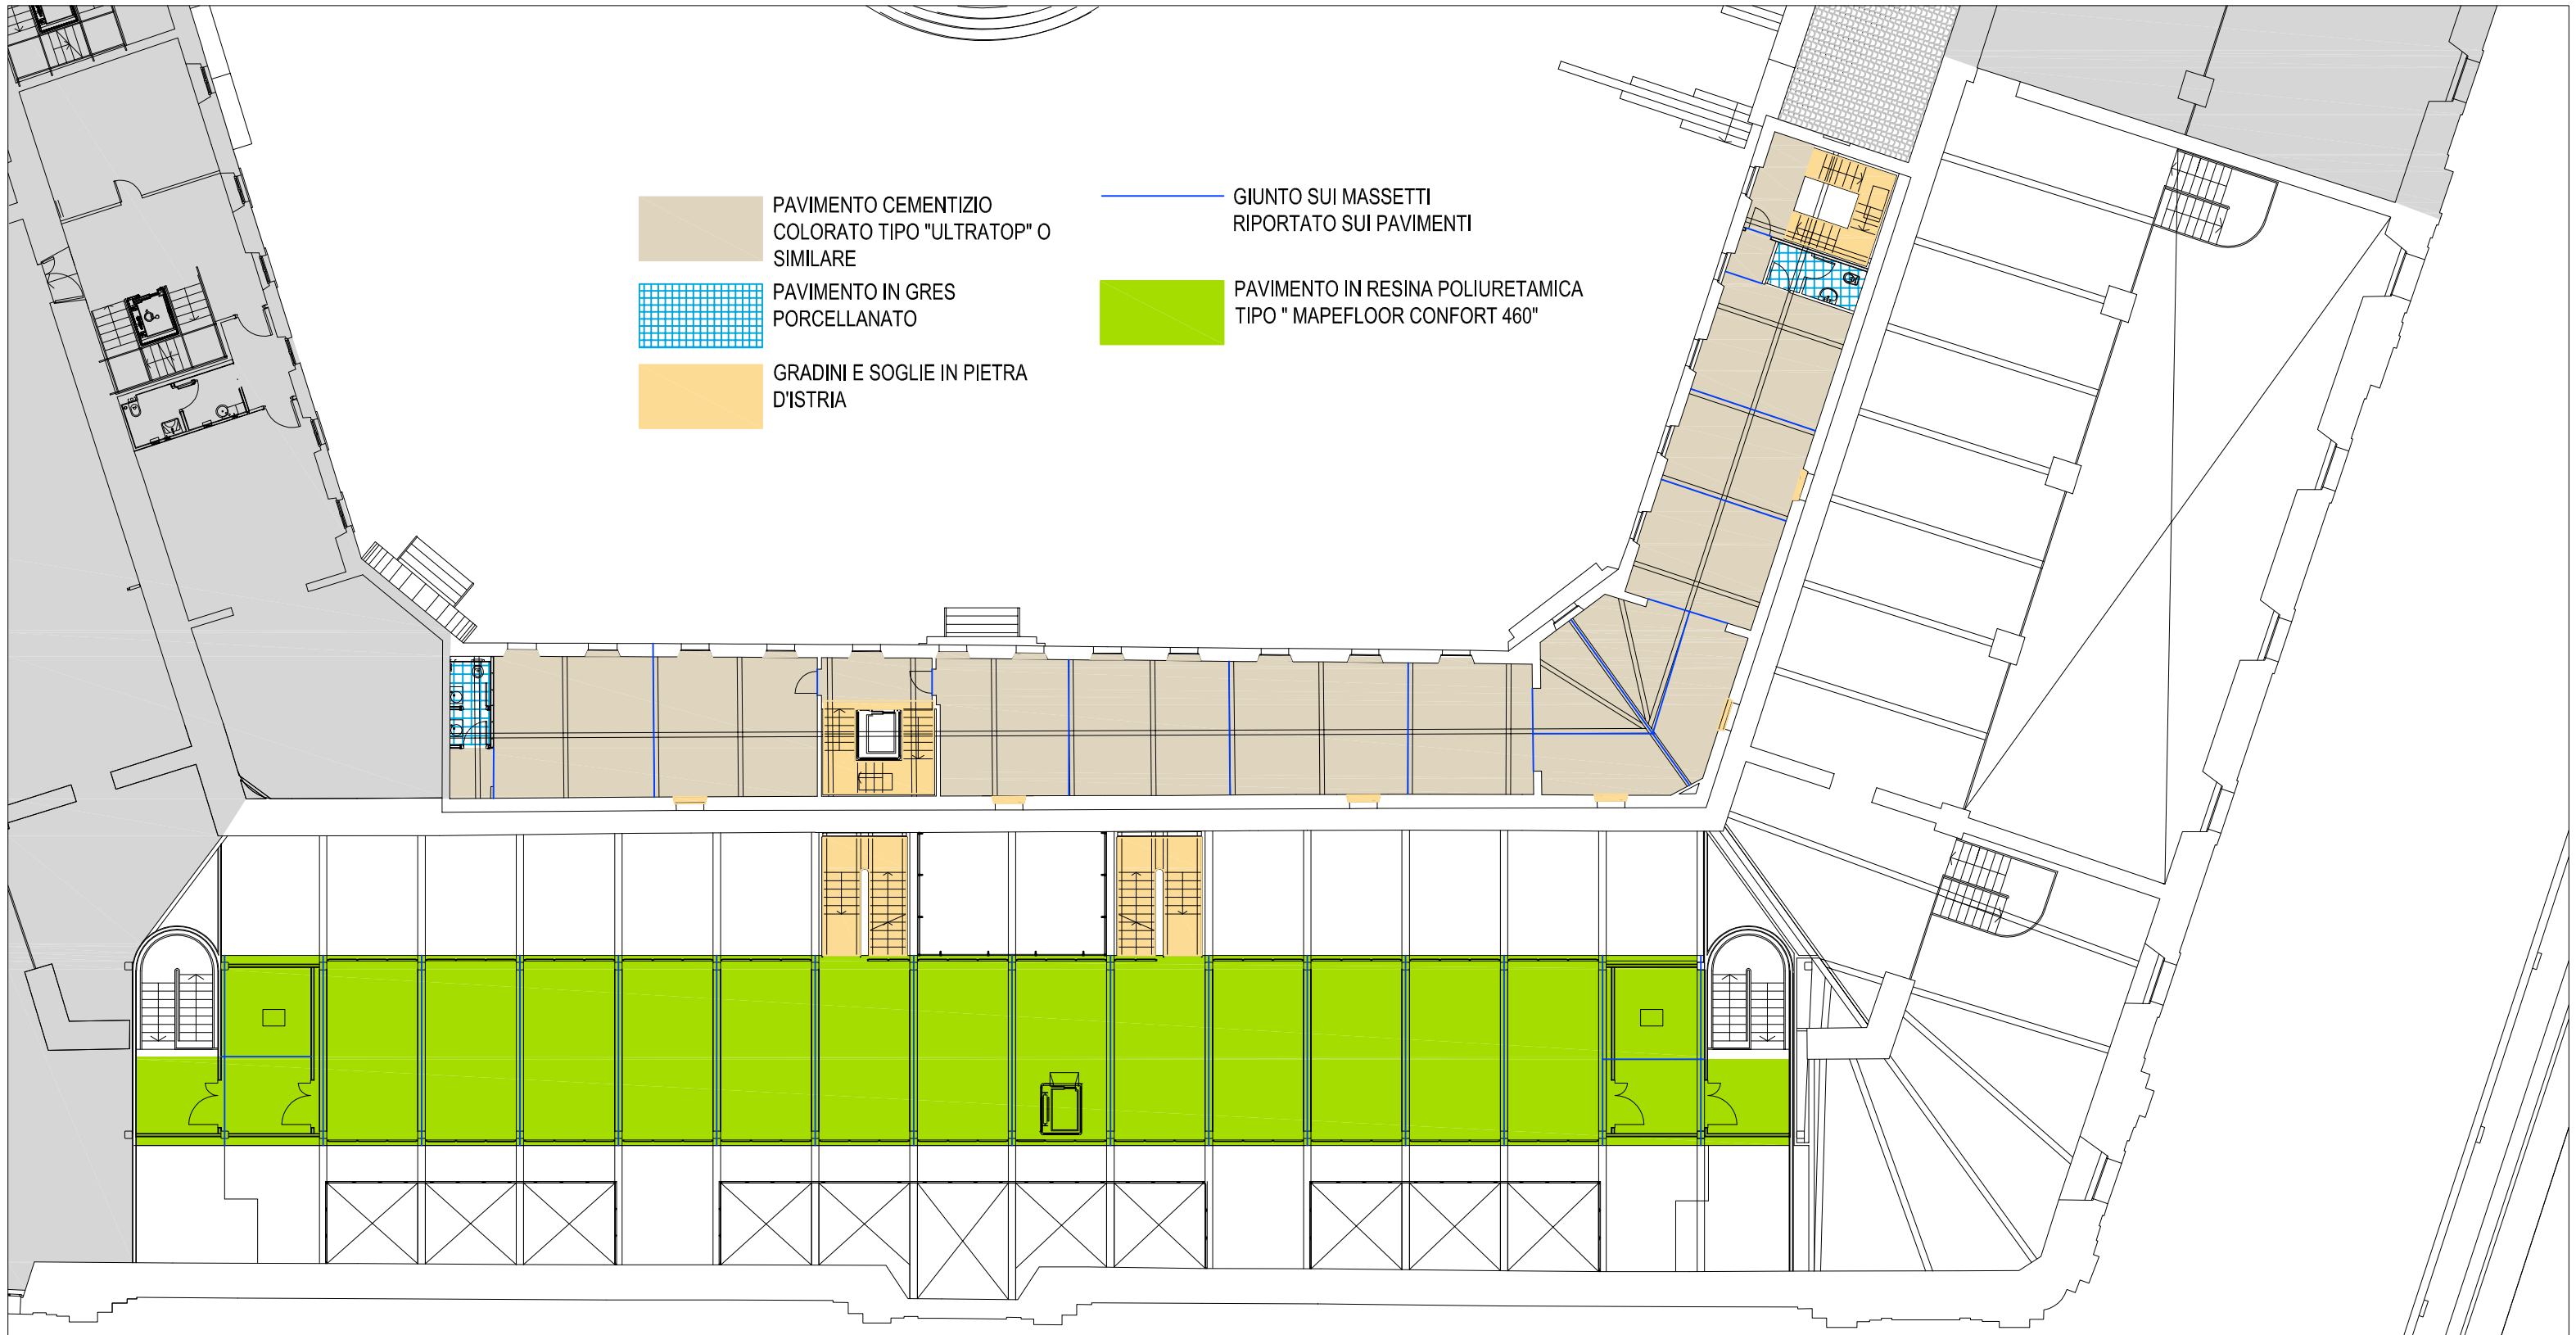 PAVIMENTO CEMENTIZIO
COLORATO TIPO "ULTRATOP" O
SIMILARE
PAVIMENTO IN GRES
PORCELLANATO
GRADINI E SOGLIE IN PIETRA
D'ISTRIA
GIUNTO SUI MASSETTI
RIPORTATO SUI PAVIMENTI
PAVIMENTO IN RESINA POLIURETAMICA
TIPO " MAPEFLOOR CONFORT 460"